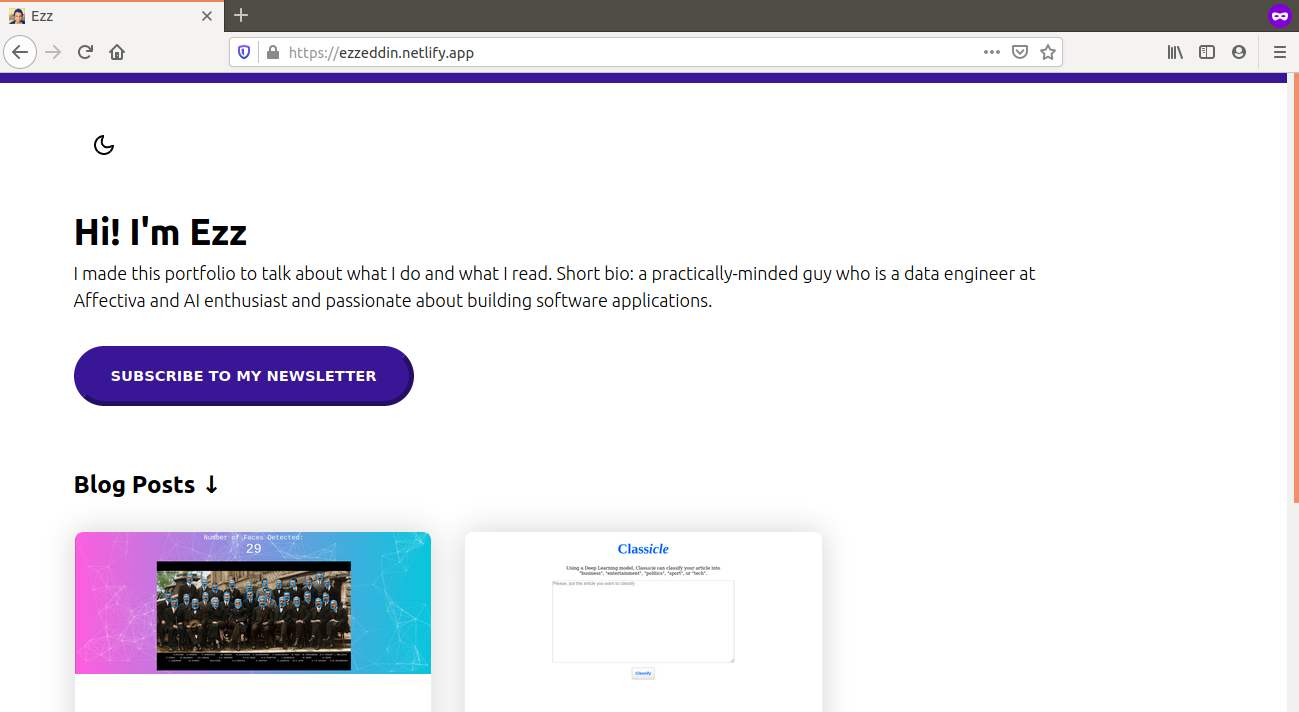 Ezz
https://ezzeddin.netlify.app
Hi! I'm Ezz
I made this portfolio to talk about what I do and what I read. Short bio: a practically-minded guy who is a data engineer at
Affectiva and AI enthusiast and passionate about building software applications.
SUBSCRIBE TO MY NEWSLETTER
Blog Posts ↓
Number of Faces Detected:
29
Classicle
Using a Deep Learning model, Classicle can classify your article into
"business", "entertainment", "politics", "sport", or "tech".
Please, put the article you want to classify
Classify